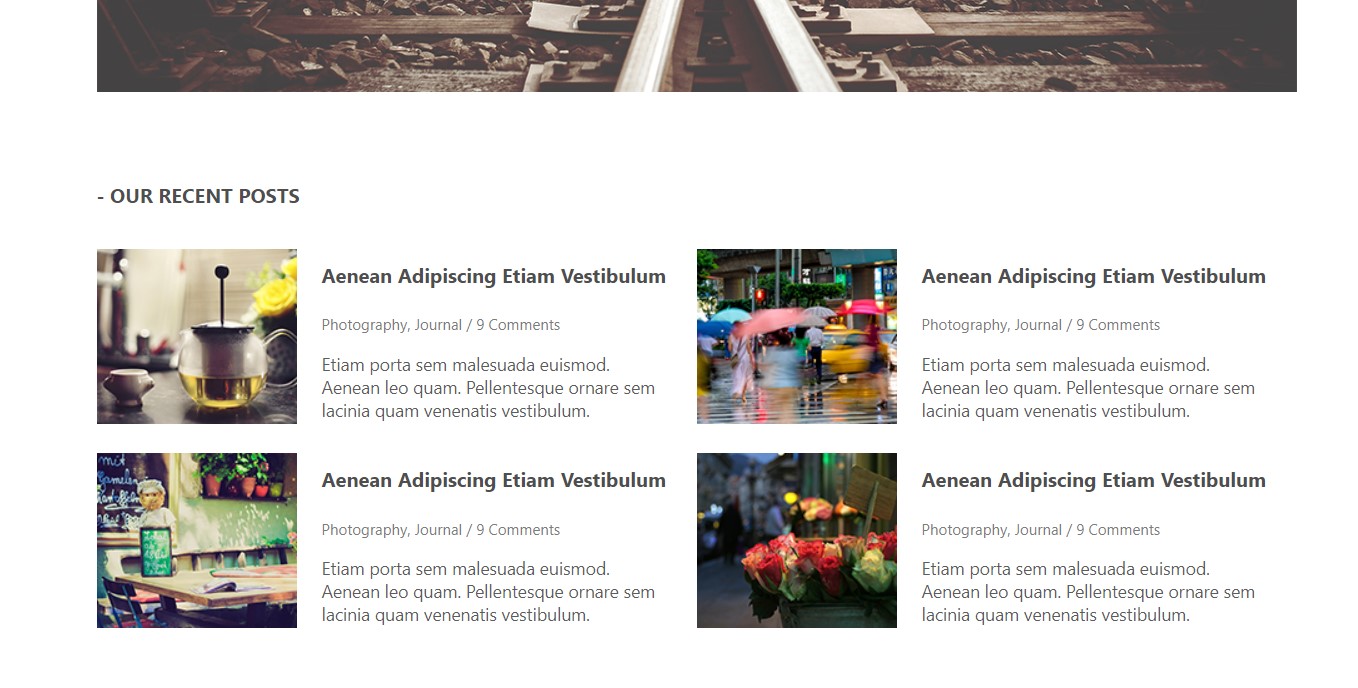 - OUR RECENT POSTS
Aenean Adipiscing Etiam Vestibulum
Photography, Journal / 9 Comments
Etiam porta sem malesuada euismod.
Aenean leo quam. Pellentesque ornare sem
lacinia quam venenatis vestibulum.
Aenean Adipiscing Etiam Vestibulum
Photography, Journal / 9 Comments
Etiam porta sem malesuada euismod.
Aenean leo quam. Pellentesque ornare sem
lacinia quam venenatis vestibulum.
mit
Aenean Adipiscing Etiam Vestibulum
Photography, Journal / 9 Comments
Etiam porta sem malesuada euismod.
Aenean leo quam. Pellentesque ornare sem
lacinia quam venenatis vestibulum.
Aenean Adipiscing Etiam Vestibulum
Photography, Journal / 9 Comments
Etiam porta sem malesuada euismod.
Aenean leo quam. Pellentesque ornare sem
lacinia quam venenatis vestibulum.